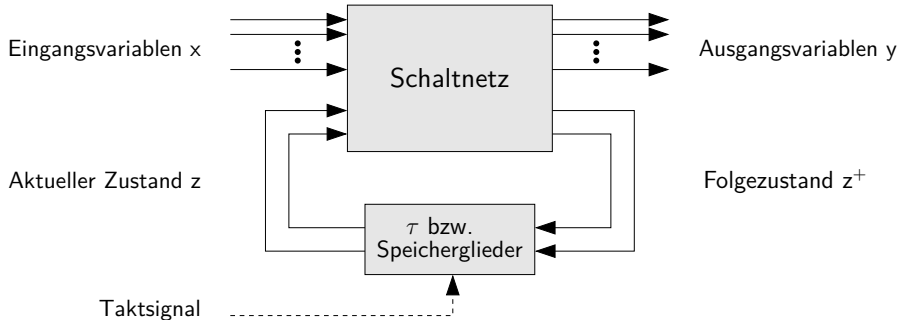 Eingangsvariablen x
Ausgangsvariablen y
Schaltnetz
Aktueller Zustand z
Folgezustand z⁺
τ bzw.
Speicherglieder
Taktsignal